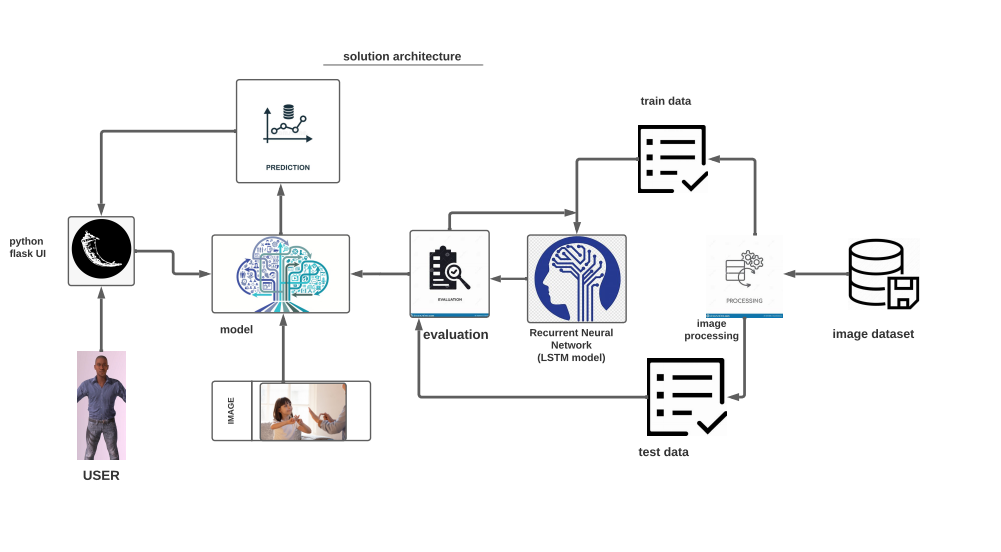 solution architecture
train data
PREDICTION
python
flask UI
EVALUATION
PROCESSING
model
evaluation
Recurrent Neural
Network
(LSTM model)
image
processing
image dataset
IMAGE
test data
USER